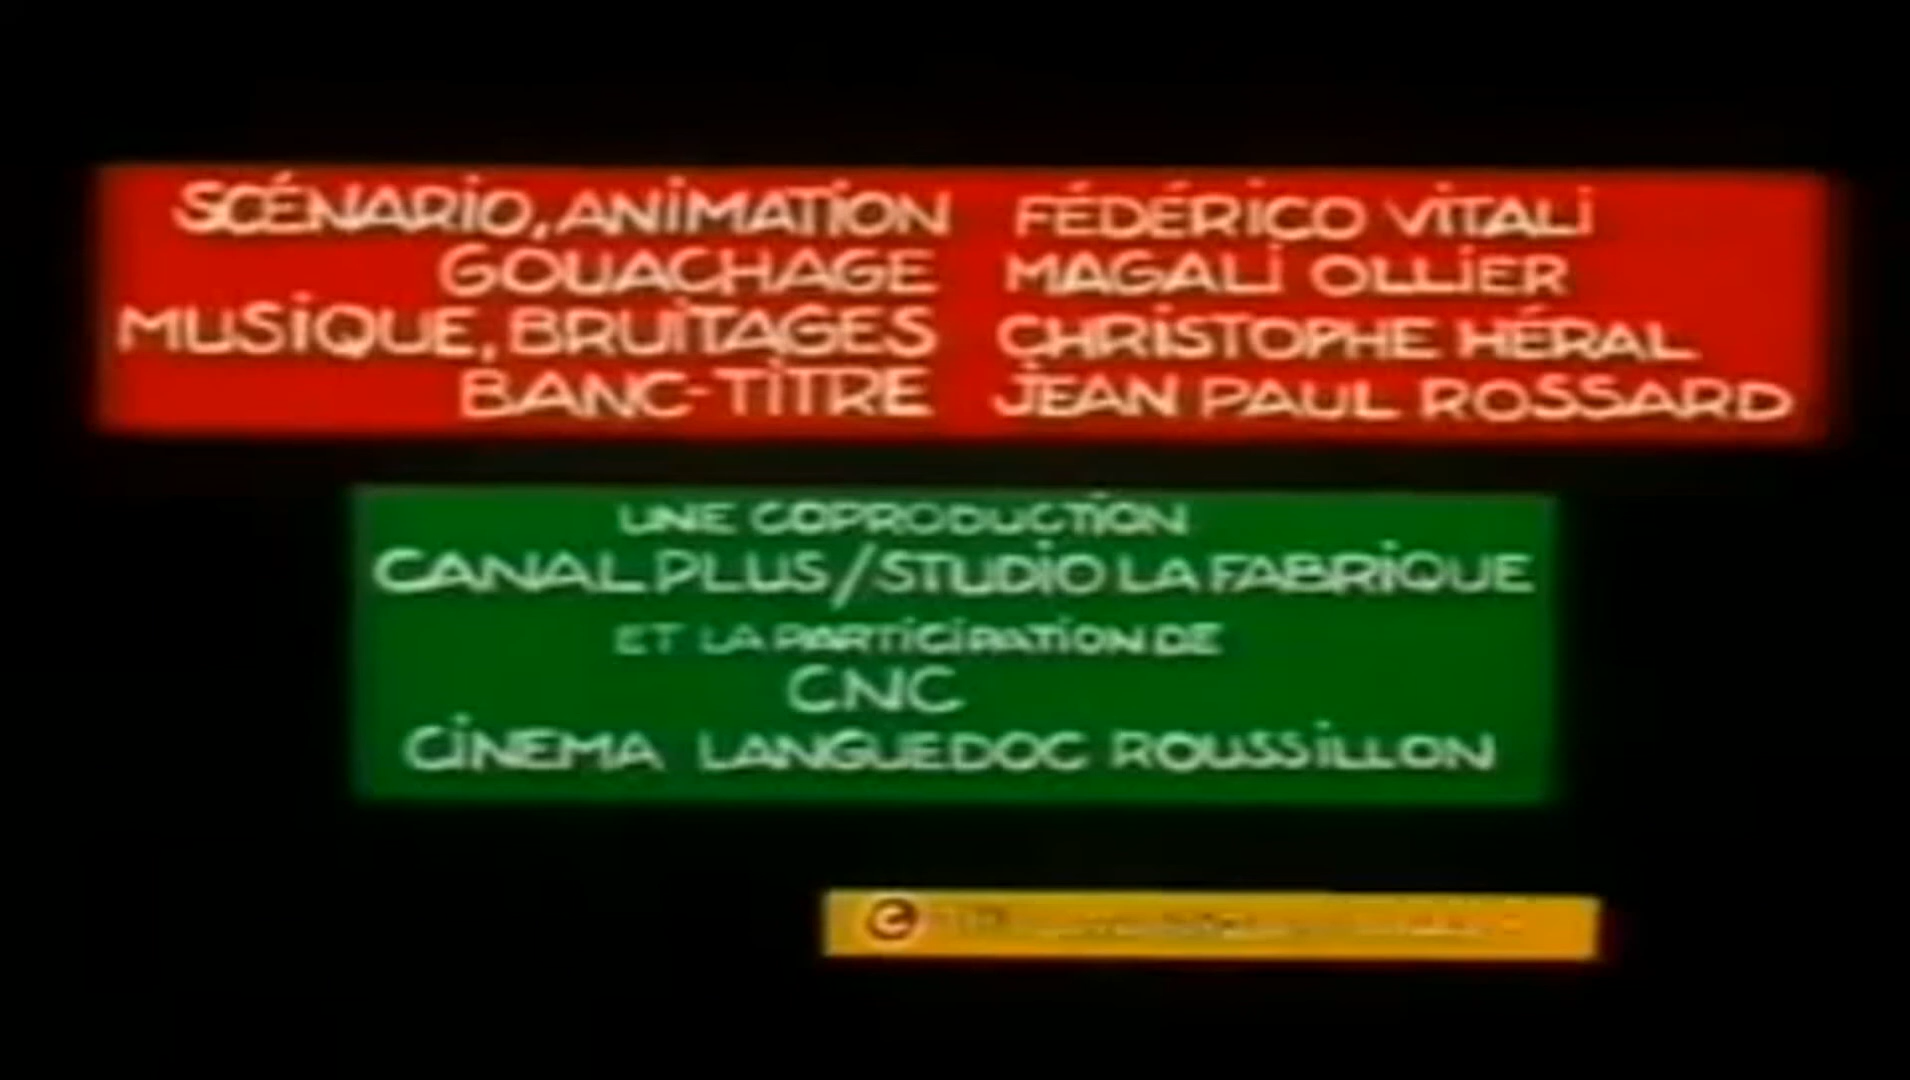 SCÉNARIO, ANIMATION FÉDÉRICO VITALI
GOUACHAGE MAGALI OLLIER
MUSIQUE, BRUITAGES CHRISTOPHE HÉRAL
BANC-TITRE JEAN PAUL ROSSARD
UNE COPRODUCTION
CANAL PLUS/STUDIO LA FABRIQUE
ET LA PARTICIPATION DE
CNC
CINEMA LANGUEDOC ROUSSILLON
©